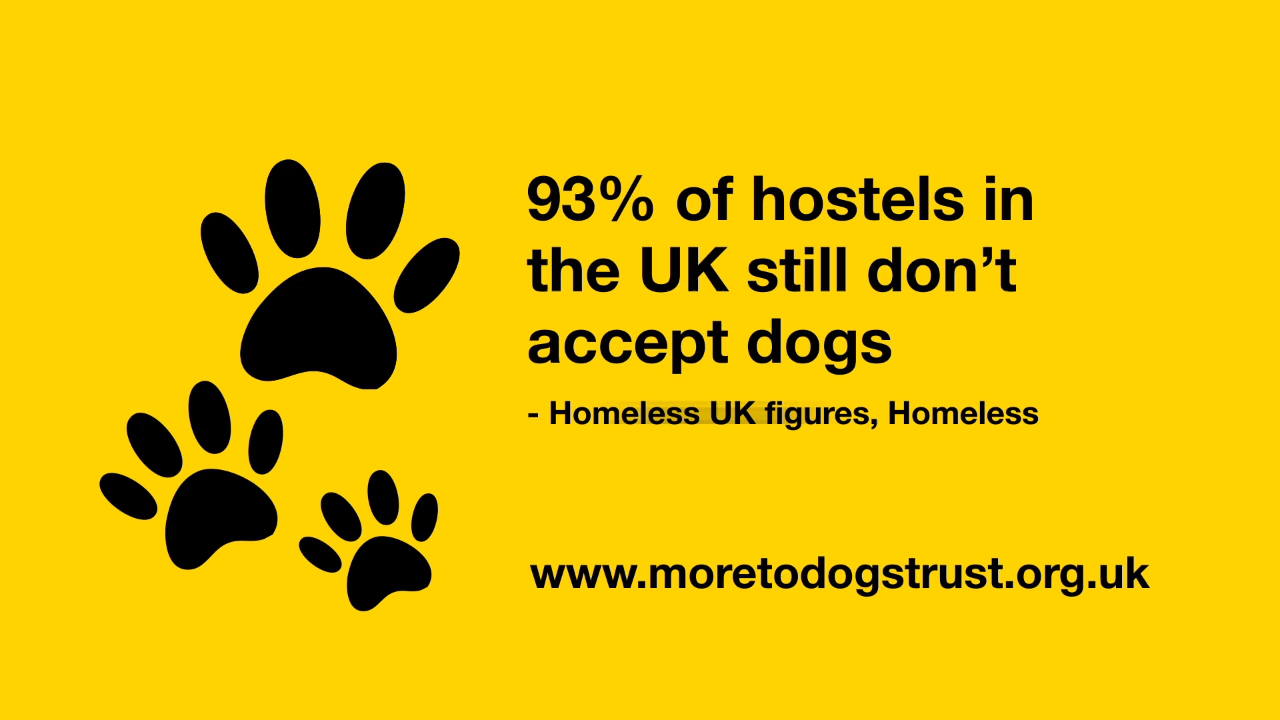 93% of hostels in
the UK still don’t
accept dogs
- Homeless UK figures, Homeless
www.moretodogstrust.org.uk